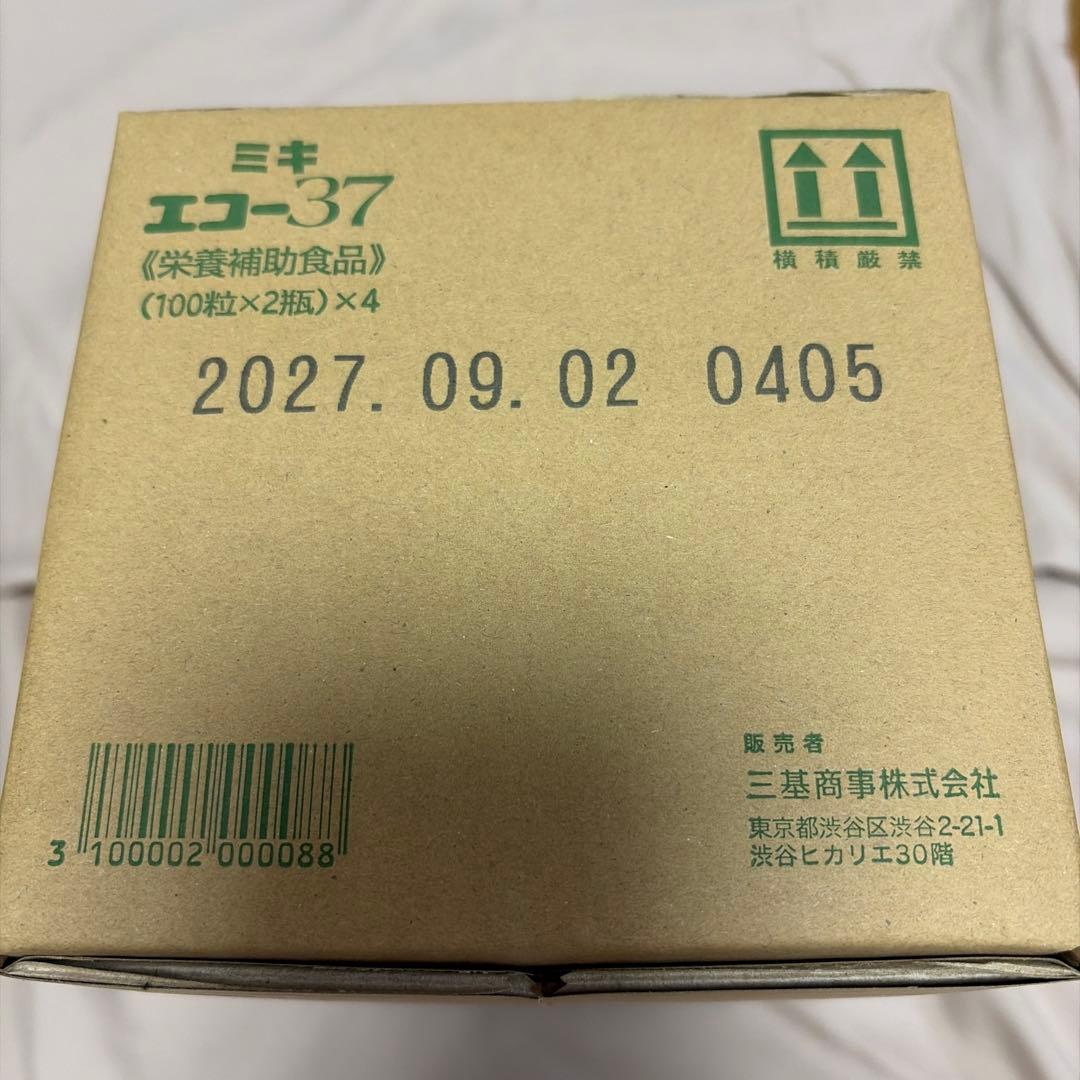 ミキ
エコー37
《栄養補助食品》
(100粒×2瓶)×4
横積厳禁
2027. 09. 02 0405
3 100002 000088
販売者
三基商事株式会社
東京都渋谷区渋谷2-21-1
渋谷ヒカリエ30階